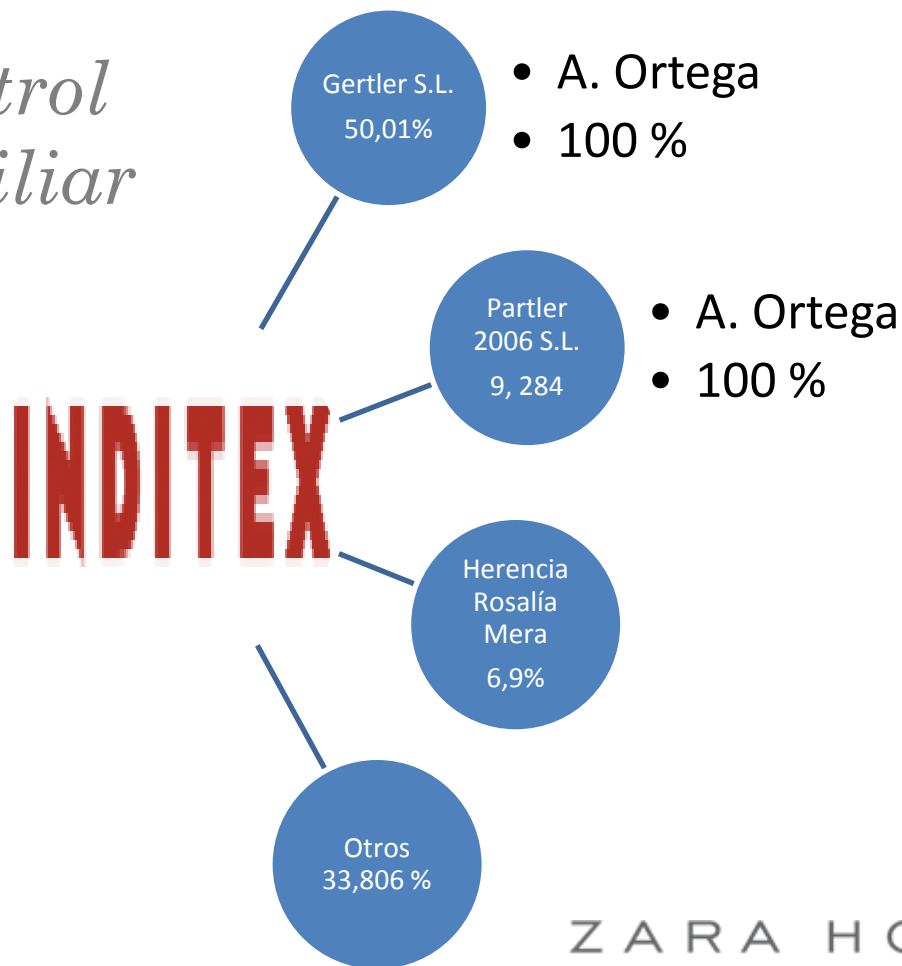 trol
iliar
Gertler S.L.
50,01%
• A. Ortega
• 100 %
Partler
2006 S.L.
9, 284
• A. Ortega
• 100 %
INDITEX
Herencia
Rosalía
Mera
6,9%
Otros
33,806 %
ZARA HO